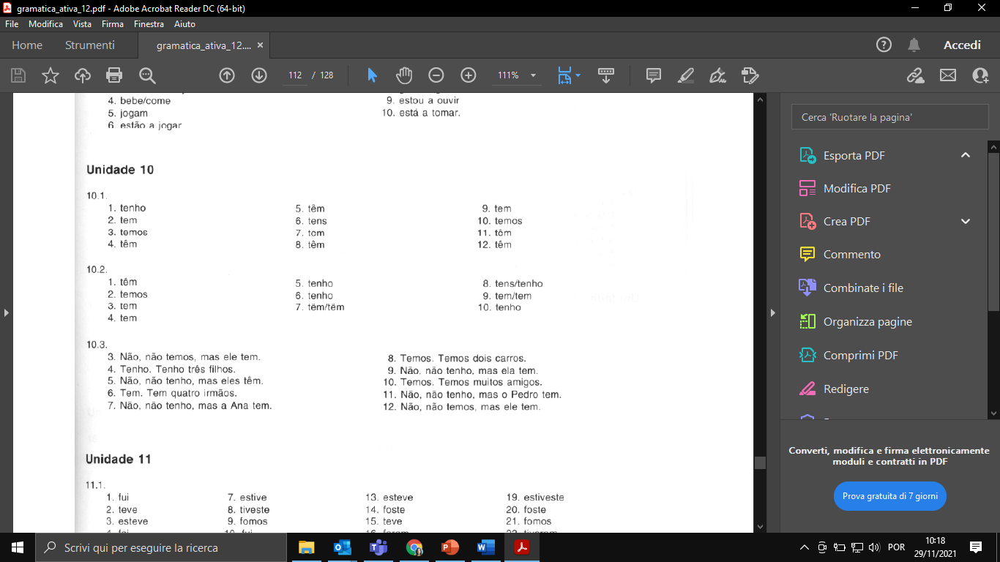 gramatica_ativa_12.pdf - Adobe Acrobat Reader DC (64-bit)
File Modifica Vista Firma Finestra Aiuto
Home Strumenti gramatica_ativa_12.... × Accedi
112 / 128 111%
4. bebe/come
5. jogam
6. estão a jogar
9. estou a ouvir
10. está a tomar.
Unidade 10
10.1.
1. tenho
2. tem
3. temos
4. têm
5. têm
6. tens
7. tem
8. têm
9. tem
10. temos
11. têm
12. têm
10.2.
1. têm
2. temos
3. tem
4. tem
5. tenho
6. tenho
7. têm/têm
8. tens/tenho
9. tem/tem
10. tenho
10.3.
3. Não, não temos, mas ele tem.
4. Tenho. Tenho três filhos.
5. Não, não tenho, mas eles têm.
6. Tem. Tem quatro irmãos.
7. Não, não tenho, mas a Ana tem.
8. Temos. Temos dois carros.
9. Não, não tenho, mas ela tem.
10. Temos. Temos muitos amigos.
11. Não, não tenho, mas o Pedro tem.
12. Não, não temos, mas ele tem.
Unidade 11
11.1.
1. fui
2. teve
3. esteve
7. estive
8. tiveste
9. fomos
13. esteve
14. foste
15. teve
19. estiveste
20. foste
21. fomos
Cerca 'Ruotare la pagina'
Esporta PDF
Modifica PDF
Crea PDF
Commento
Combinate i file
Organizza pagine
Comprimi PDF
Redigere
Converti, modifica e firma elettronicamente
moduli e contratti in PDF
Prova gratuita di 7 giorni
Scrivi qui per eseguire la ricerca
POR
10:18
29/11/2021